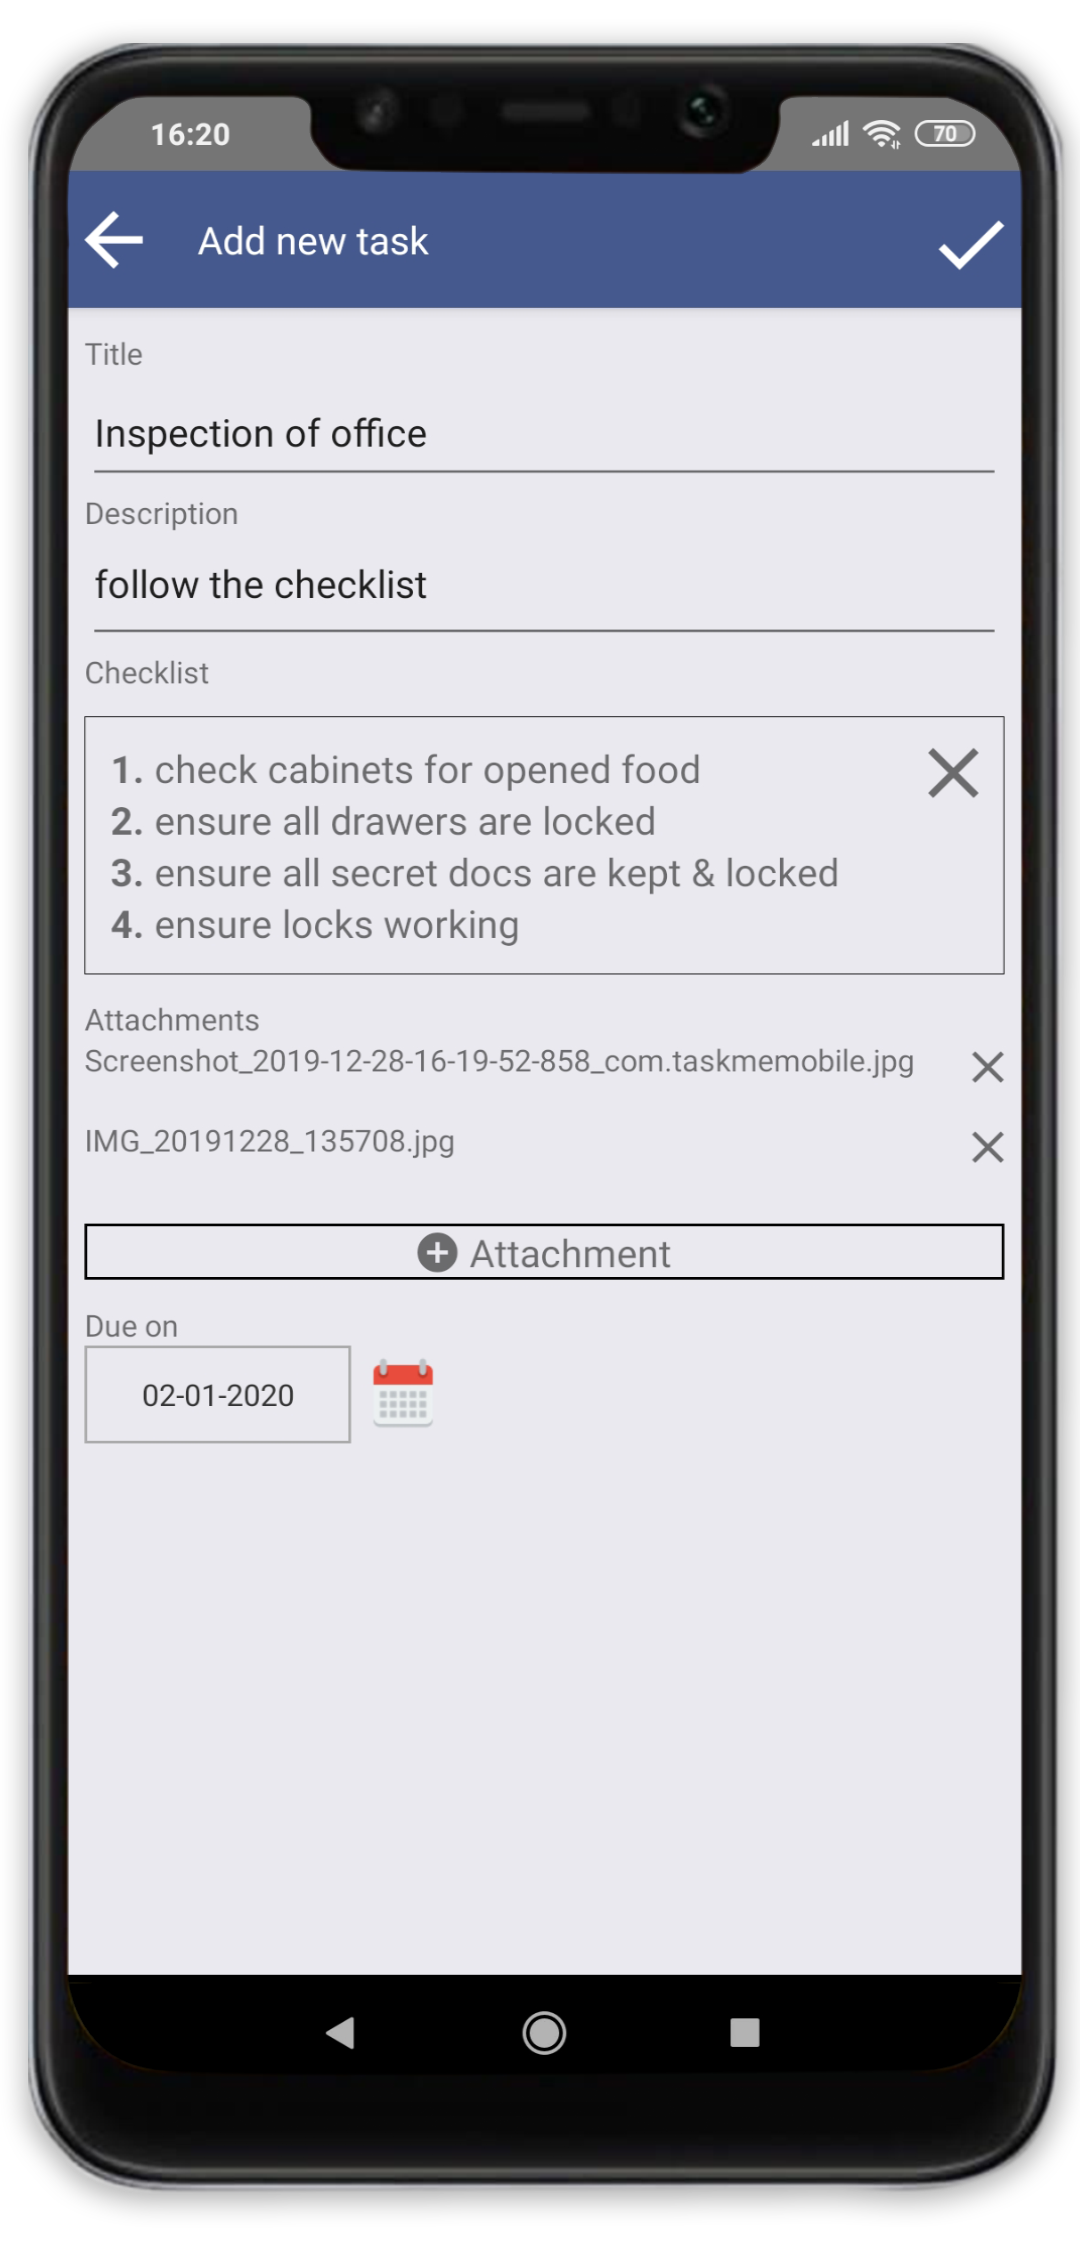 16:20
70
Add new task
Title
Inspection of office
Description
follow the checklist
Checklist
1. check cabinets for opened food
2. ensure all drawers are locked
3. ensure all secret docs are kept & locked
4. ensure locks working
Attachments
Screenshot_2019-12-28-16-19-52-858_com.taskmemobile.jpg
IMG_20191228_135708.jpg
Attachment
Due on
02-01-2020